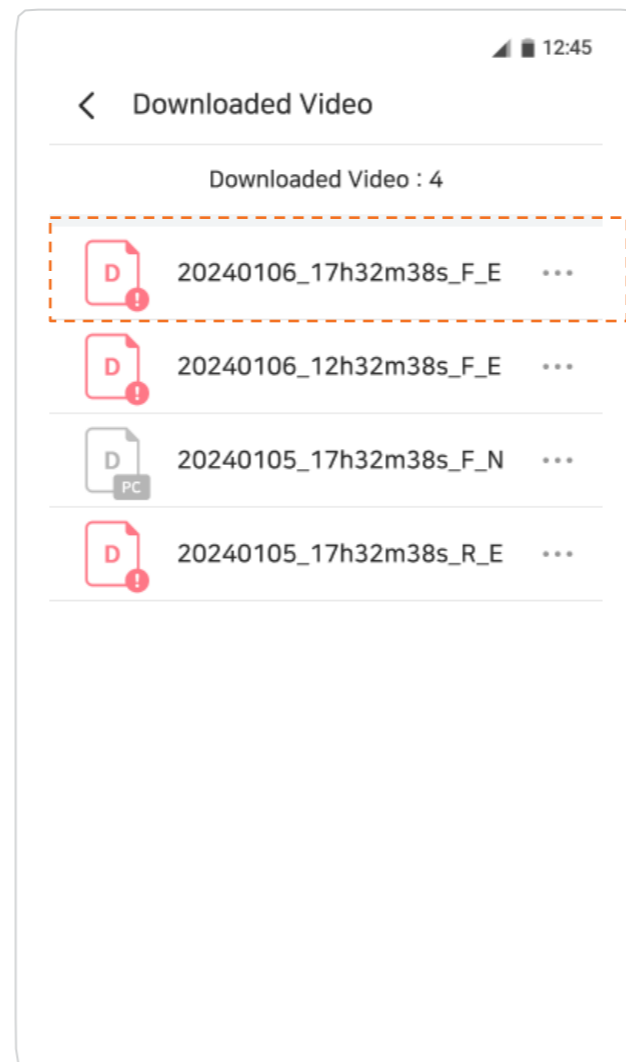 12:45
Downloaded Video
Downloaded Video : 4
D
!
20240106_17h32m38s_F_E
D
!
20240106_12h32m38s_F_E
D
PC
20240105_17h32m38s_F_N
D
!
20240105_17h32m38s_R_E